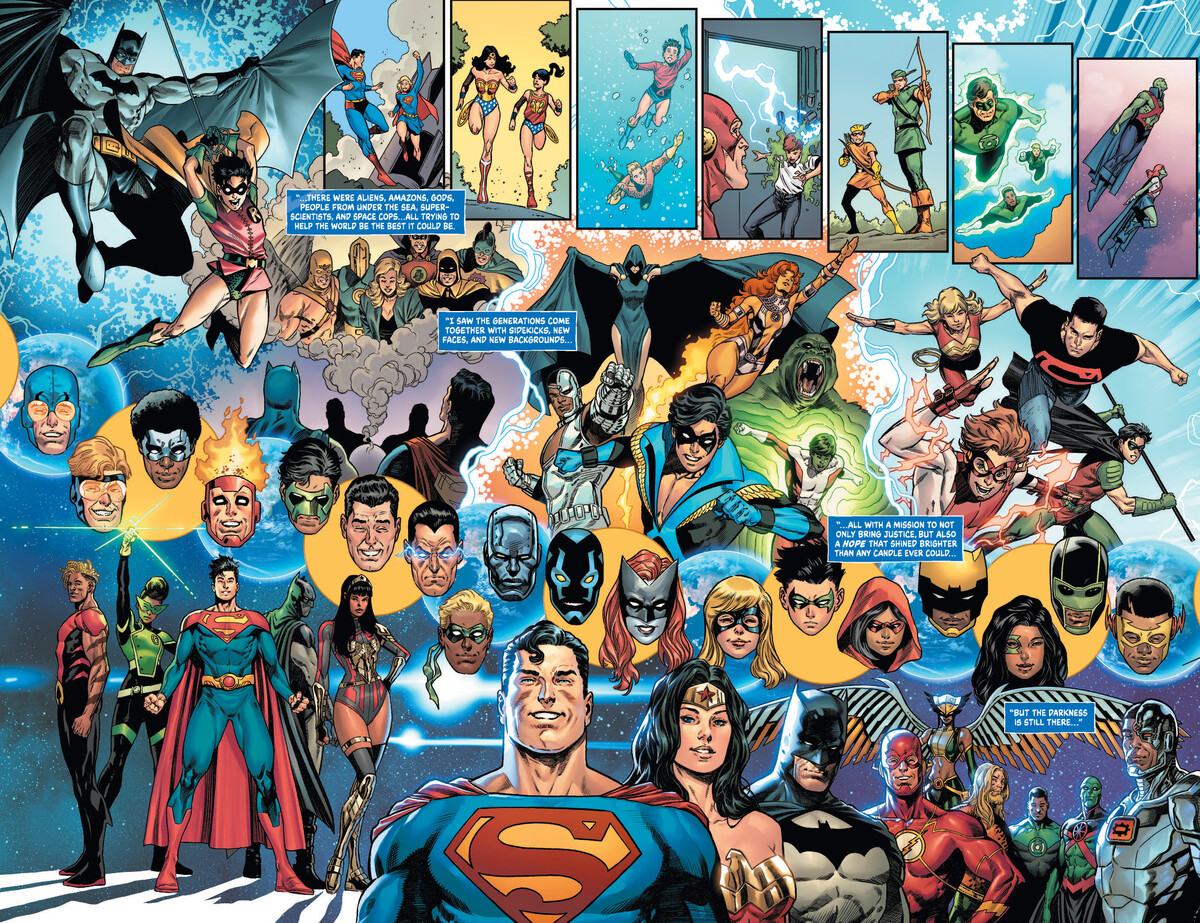 "...THERE WERE ALIENS, AMAZONS, GODS,
PEOPLE FROM UNDER THE SEA, SUPER-
SCIENTISTS, AND SPACE COPS...ALL TRYING TO
HELP THE WORLD BE THE BEST IT COULD BE.
"I SAW THE GENERATIONS COME
TOGETHER WITH SIDEKICKS, NEW
FACES, AND NEW BACKGROUNDS...
"...ALL WITH A MISSION TO NOT
ONLY BRING JUSTICE, BUT ALSO
A HOPE THAT SHINED BRIGHTER
THAN ANY CANDLE EVER COULD...
"BUT THE DARKNESS
IS STILL THERE..."